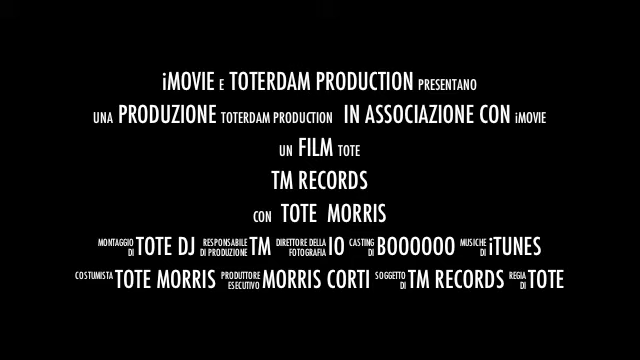 iMOVIE E TOTERDAM PRODUCTION PRESENTANO
UNA PRODUZIONE TOTERDAM PRODUCTION IN ASSOCIAZIONE CON iMOVIE
UN FILM TOTE
TM RECORDS
CON TOTE MORRIS
MONTAGGIO DI TOTE DJ RESPONSABILE DI PRODUZIONE TM DIRETTORE DELLA FOTOGRAFIA IO CASTING DI BOOOOOO MUSICHE DI iTUNES
COSTUMISTA TOTE MORRIS PRODUTTORE ESECUTIVO MORRIS CORTI SOGGETTO DI TM RECORDS REGIA DI TOTE